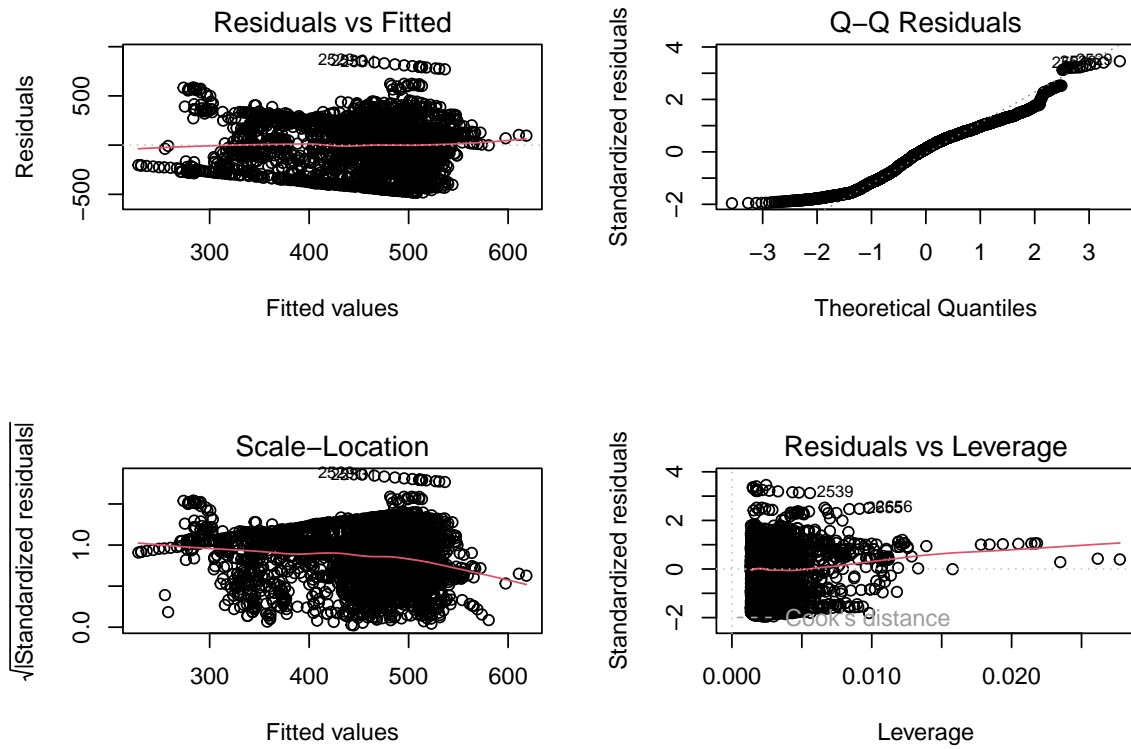 Residuals vs Fitted
Residuals
500
−500
300 400 500 600
Fitted values
Q−Q Residuals
Standardized residuals
4
2
0
−2
−3 −2 −1 0 1 2 3
Theoretical Quantiles
Scale−Location
√|Standardized residuals|
1.0
0.0
300 400 500 600
Fitted values
Residuals vs Leverage
Standardized residuals
4
2
0
−2
2539
Cook's distance
0.000 0.010 0.020
Leverage